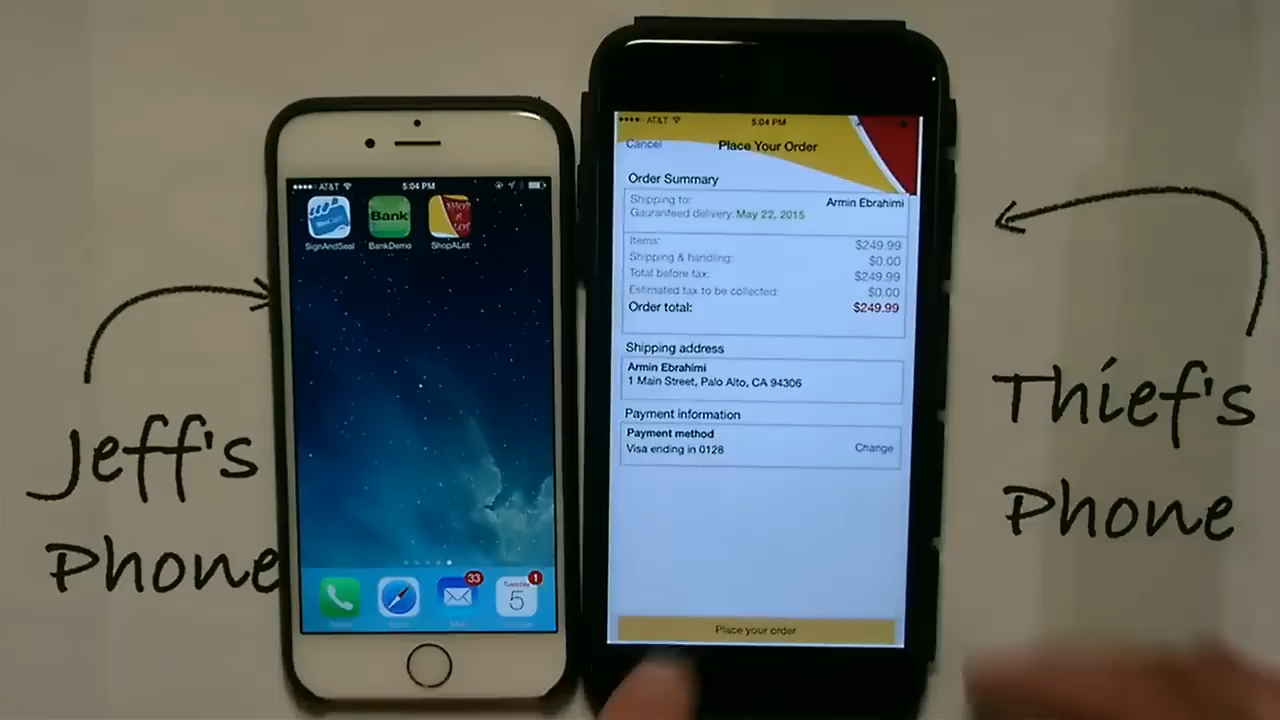 AT&T 5:04 PM
SignAndSeal BankDemo ShopALot
Bank
SHOP A LOT
33
1
Tuesday
5
Jeff's
Phone
AT&T 5:04 PM
Cancel Place Your Order
Order Summary
Shipping to: Armin Ebrahimi
Gauranteed delivery: May 22, 2015
Items: $249.99
Shipping & handling: $0.00
Total before tax: $249.99
Estimated tax to be collected: $0.00
Order total: $249.99
Shipping address
Armin Ebrahimi
1 Main Street, Palo Alto, CA 94306
Payment information
Payment method
Visa ending in 0128 Change
Place your order
Thief's
Phone